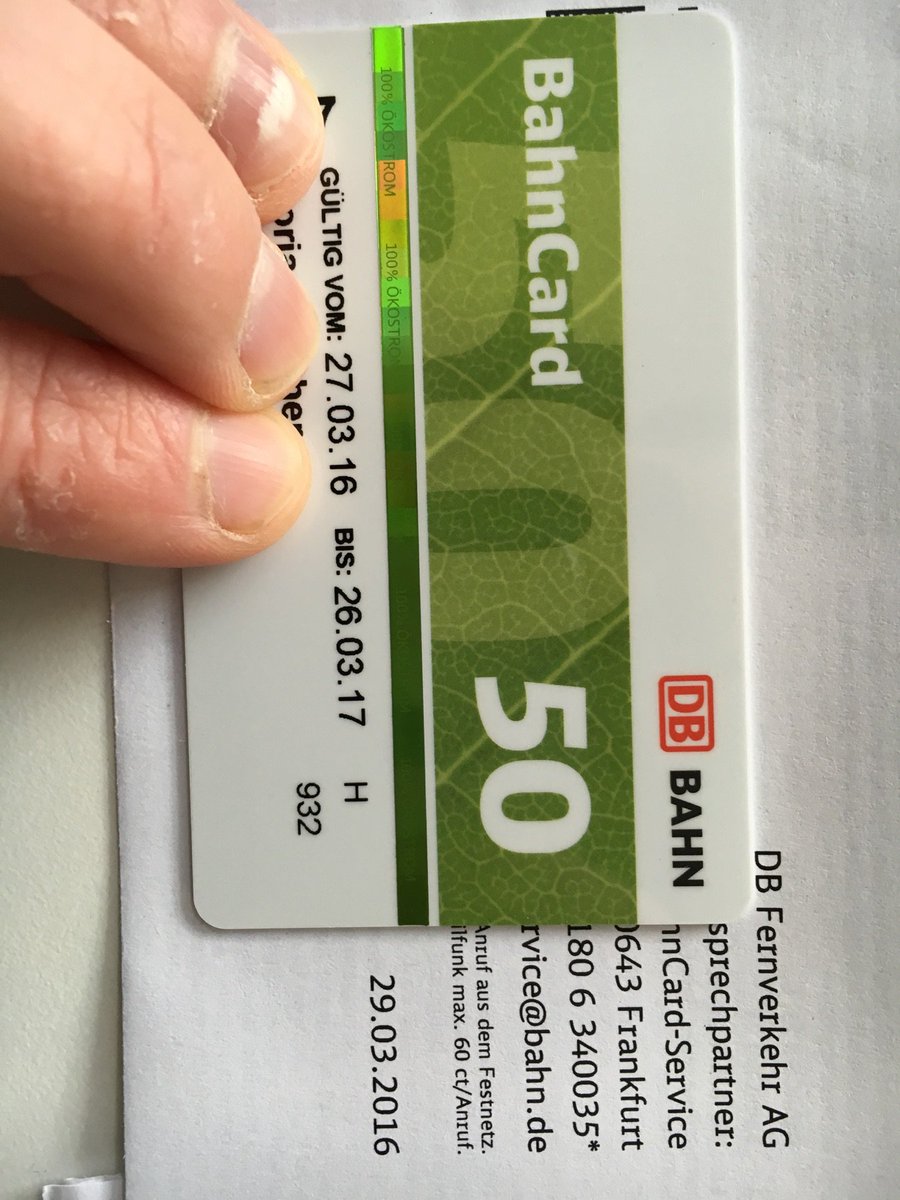 DB Fernverkehr AG
sprechpartner:
nCard-Service
0643 Frankfurt
180 6 340035*
rvice@bahn.de
Anruf aus dem Festnetz.
ilfunk max. 60 ct/Anruf.
29.03.2016
DB BAHN
BahnCard 50
50
100% ÖKOSTROM 100% ÖKOSTRO
GÜLTIG VOM: 27.03.16 BIS: 26.03.17 H
932